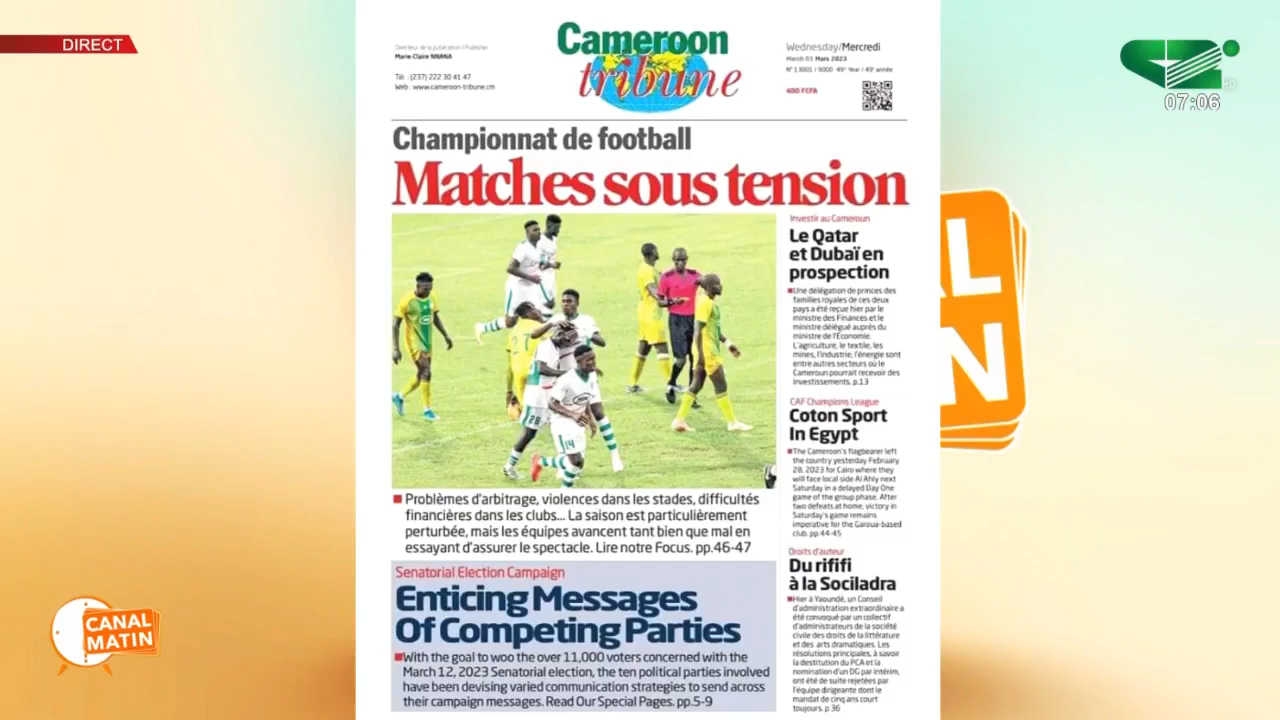 DIRECT
07:06
Directeur de la publication / Publisher
Marie Claire NNANA
Tél. : (237) 222 30 41 47
Web : www.cameroon-tribune.cm
Cameroon
tribune
Wednesday/Mercredi
March 01 Mars 2023
400 FCFA
Championnat de football
Matches sous tension
28
14
Problèmes d'arbitrage, violences dans les stades, difficultés
financières dans les clubs... La saison est particulièrement
perturbée, mais les équipes avancent tant bien que mal en
essayant d'assurer le spectacle. Lire notre Focus. pp.46-47
Senatorial Election Campaign
Enticing Messages
Of Competing Parties
With the goal to woo the over 11,000 voters concerned with the
March 12, 2023 Senatorial election, the ten political parties involved
have been devising varied communication strategies to send across
their campaign messages. Read Our Special Pages. pp.5-9
Investir au Cameroun
Le Qatar
et Dubaï en
prospection
Une délégation de princes des
familles royales de ces deux
pays a été reçue hier par le
ministre des Finances et le
ministre délégué auprès du
ministre de l'Economie.
L'agriculture, le textile, les
mines, l'industrie, l'énergie sont
entre autres secteurs où le
Cameroun pourrait recevoir des
investissements. p.13
CAF Champions League
Coton Sport
In Egypt
The Cameroon's flagbearer left
the country yesterday February
28, 2023 for Cairo where they
will face local side Al Ahly next
Saturday in a delayed Day One
game of the group phase. After
two defeats at home, victory in
Saturday's game remains
imperative for the Garoua-based
club. pp.44-45
Droits d'auteur
Du rififi
à la Sociladra
Hier à Yaoundé, un Conseil
d'administration extraordinaire a
été convoqué par un collectif
d'administrateurs de la société
civile des droits de la littérature
et des arts dramatiques. Les
résolutions principales, à savoir
la destitution du PCA et la
nomination d'un DG par intérim,
ont été de suite rejetées par
l'équipe dirigeante dont le
mandat de cinq ans court
toujours. p.36
CANAL
MATIN
AL
N